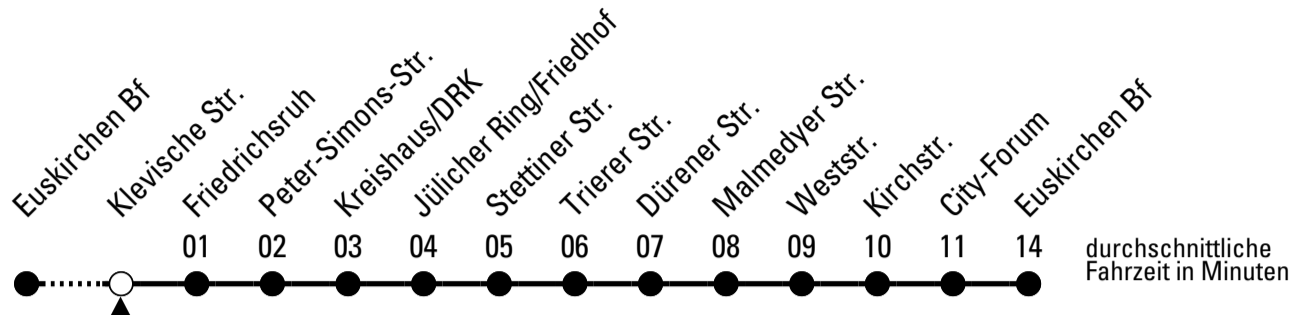 Euskirchen Bf
Klevische Str.
Friedrichsruh
Peter-Simons-Str.
Kreishaus/DRK
Jülicher Ring/Friedhof
Stettiner Str.
Trierer Str.
Dürener Str.
Malmedyer Str.
Weststr.
Kirchstr.
City-Forum
Euskirchen Bf
01 02 03 04 05 06 07 08 09 10 11 14
durchschnittliche
Fahrzeit in Minuten